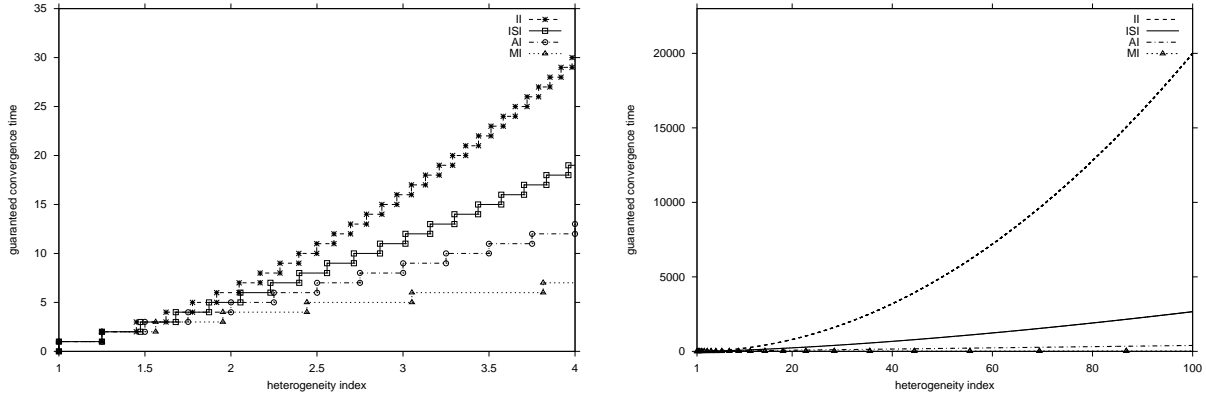 35
30
25
20
15
10
5
0
guaranteed convergence time
II
ISI
AI
MI
1
1.5
2
2.5
3
3.5
4
heterogeneity index
20000
15000
10000
5000
0
guaranteed convergence time
II
ISI
AI
MI
1
20
40
60
80
100
heterogeneity index